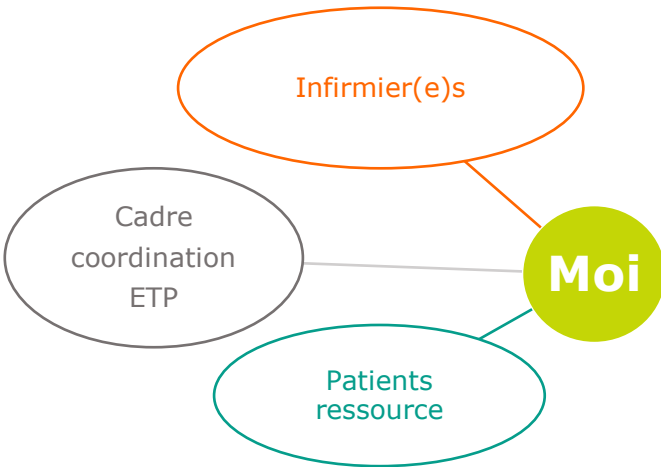 Infirmier(e)s
Cadre
coordination
ETP
Moi
Patients
ressource